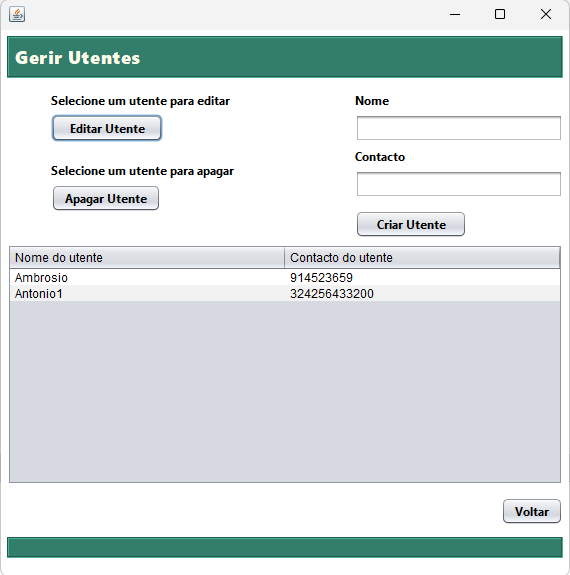 Gerir Utentes
Selecione um utente para editar
Nome
Editar Utente
Contacto
Selecione um utente para apagar
Apagar Utente
Criar Utente
Nome do utente Contacto do utente
Ambrosio 914523659
Antonio1 324256433200
Voltar